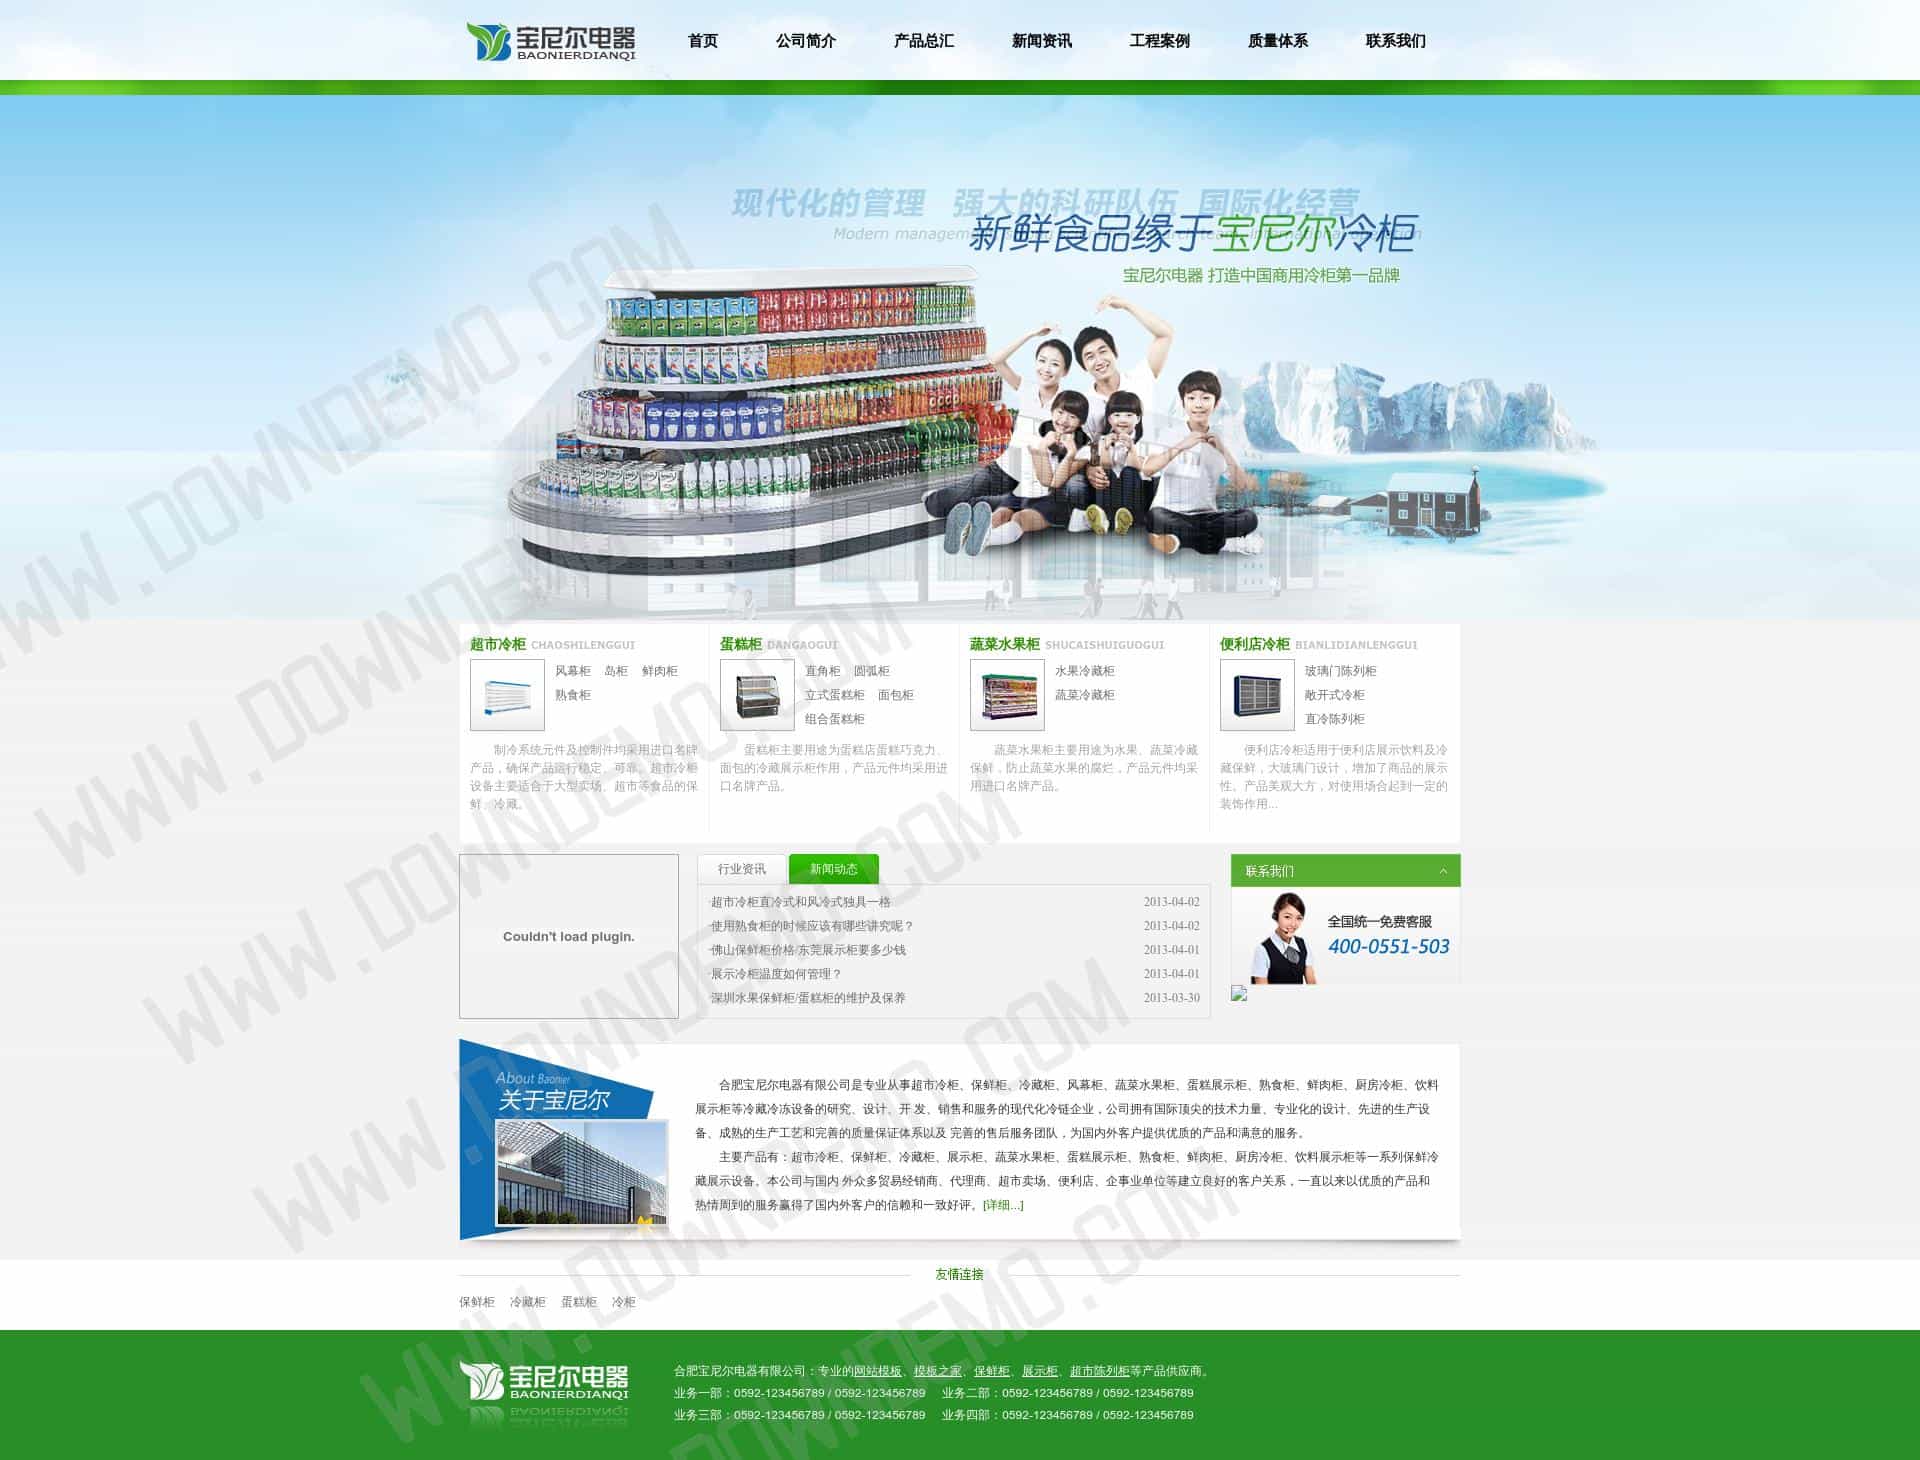 宝尼尔电器
BAONIERDIANQI
首页 公司简介 产品总汇 新闻资讯 工程案例 质量体系 联系我们
现代化的管理 强大的科研队伍 国际化经营
新鲜食品缘于宝尼尔冷柜
宝尼尔电器 打造中国商用冷柜第一品牌
超市冷柜 CHAOSHILENGGUI
风幕柜 岛柜 鲜肉柜
熟食柜
制冷系统元件及控制件均采用进口名牌
产品，确保产品运行稳定、可靠。超市冷柜
设备主要适合于大型卖场、超市等食品的保
鲜、冷藏。
蛋糕柜 DANGAOGUI
直角柜 圆弧柜
立式蛋糕柜 面包柜
组合蛋糕柜
蛋糕柜主要用途为蛋糕店蛋糕巧克力、
面包的冷藏展示柜作用，产品元件均采用进
口名牌产品。
蔬菜水果柜 SHUCAISHUIGUOGUI
水果冷藏柜
蔬菜冷藏柜
蔬菜水果柜主要用途为水果、蔬菜冷藏
保鲜，防止蔬菜水果的腐烂，产品元件均采
用进口名牌产品。
便利店冷柜 BIANLIDIANLENGGUI
玻璃门陈列柜
敞开式冷柜
直冷陈列柜
便利店冷柜适用于便利店展示饮料及冷
藏保鲜，大玻璃门设计，增加了商品的展示
性。产品美观大方，对使用场合起到一定的
装饰作用...
Couldn't load plugin.
行业资讯 新闻动态
·超市冷柜直冷式和风冷式独具一格 2013-04-02
·使用熟食柜的时候应该有哪些讲究呢？ 2013-04-02
·佛山保鲜柜价格/东莞展示柜要多少钱 2013-04-01
·展示冷柜温度如何管理？ 2013-04-01
·深圳水果保鲜柜/蛋糕柜的维护及保养 2013-03-30
联系我们
全国统一免费客服
400-0551-503
About Baonier
关于宝尼尔
合肥宝尼尔电器有限公司是专业从事超市冷柜、保鲜柜、冷藏柜、风幕柜、蔬菜水果柜、蛋糕展示柜、熟食柜、鲜肉柜、厨房冷柜、饮料
展示柜等冷藏冷冻设备的研究、设计、开 发、销售和服务的现代化冷链企业，公司拥有国际顶尖的技术力量、专业化的设计、先进的生产设
备、成熟的生产工艺和完善的质量保证体系以及 完善的售后服务团队，为国内外客户提供优质的产品和满意的服务。
主要产品有：超市冷柜、保鲜柜、冷藏柜、展示柜、蔬菜水果柜、蛋糕展示柜、熟食柜、鲜肉柜、厨房冷柜、饮料展示柜等一系列保鲜冷
藏展示设备。本公司与国内 外众多贸易经销商、代理商、超市卖场、便利店、企事业单位等建立良好的客户关系，一直以来以优质的产品和
热情周到的服务赢得了国内外客户的信赖和一致好评。[详细...]
友情连接
保鲜柜 冷藏柜 蛋糕柜 冷柜
宝尼尔电器
BAONIERDIANQI
合肥宝尼尔电器有限公司：专业的网站模板、模板之家、保鲜柜、展示柜、超市陈列柜等产品供应商。
业务一部：0592-123456789 / 0592-123456789 业务二部：0592-123456789 / 0592-123456789
业务三部：0592-123456789 / 0592-123456789 业务四部：0592-123456789 / 0592-123456789
WWW.DOWNDEMO.COM
WWW.DOWNDEMO.COM
WWW.DOWNDEMO.COM
WWW.DOWNDEMO.COM
WWW.DOWNDEMO.COM